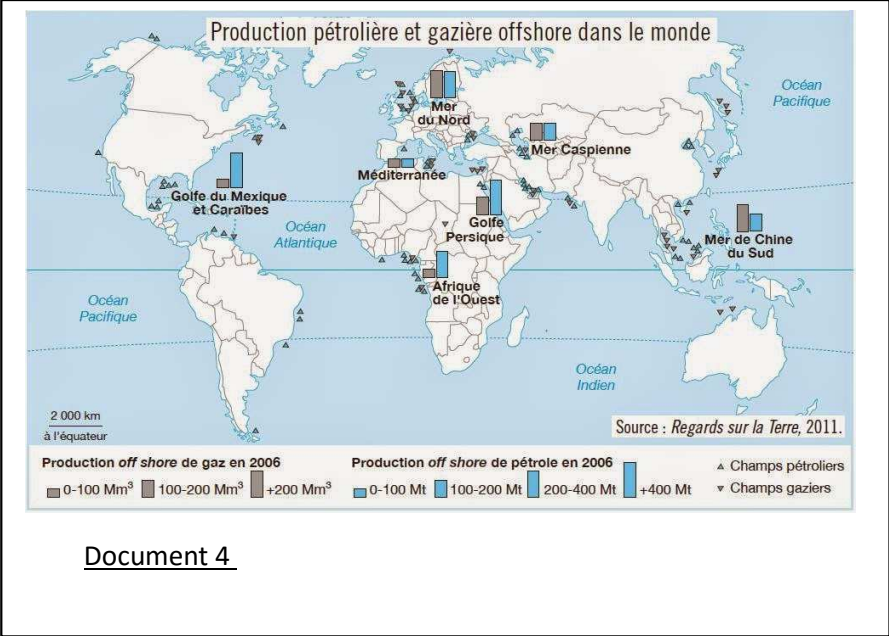 Production pétrolière et gazière offshore dans le monde
Océan
Pacifique
Mer
du Nord
Mer Caspienne
Méditerranée
Golfe du Mexique
et Caraïbes
Océan
Atlantique
Golfe
Persique
Mer de Chine
du Sud
Afrique
de l'Ouest
Océan
Pacifique
Océan
Indien
2 000 km
à l'équateur
Source : Regards sur la Terre, 2011.
Production off shore de gaz en 2006
0-100 Mm³ 100-200 Mm³ +200 Mm³
Production off shore de pétrole en 2006
0-100 Mt 100-200 Mt 200-400 Mt +400 Mt
Champs pétroliers
Champs gaziers
Document 4